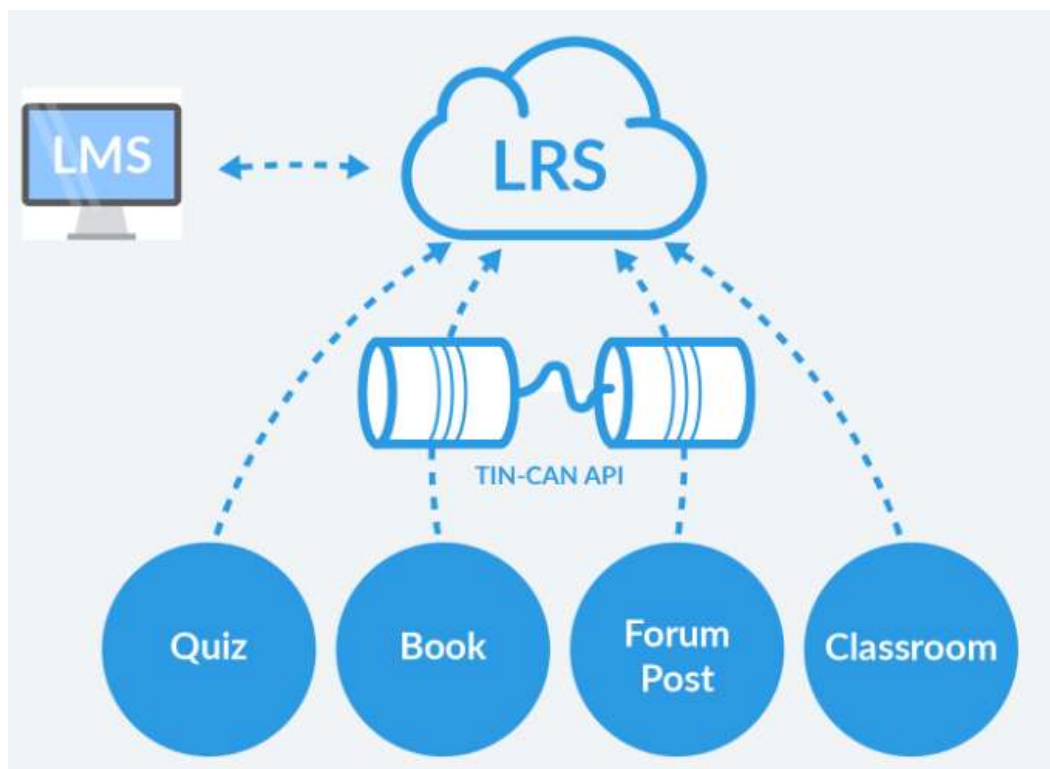 LMS
LRS
TIN-CAN API
Quiz
Book
Forum
Post
Classroom